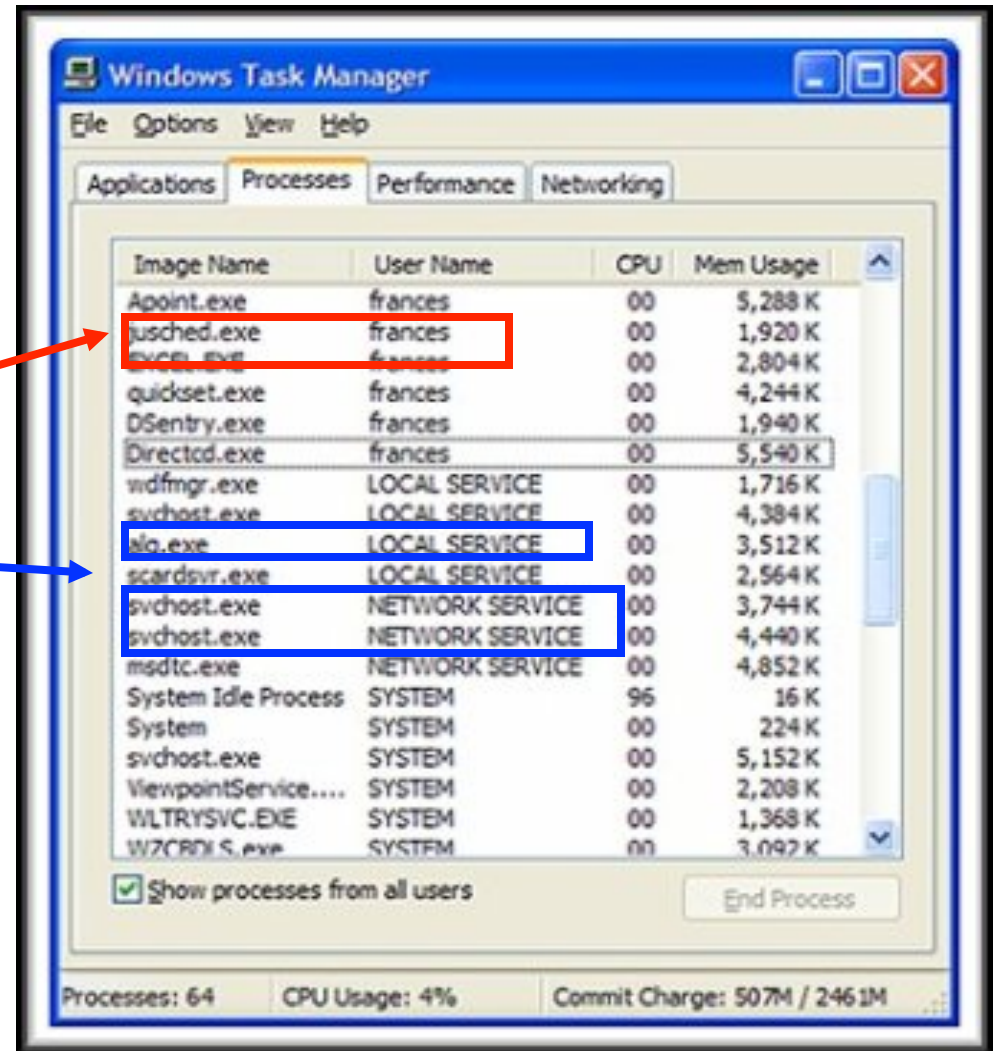 Windows Task Manager
File Options View Help
Applications Processes Performance Networking
Image Name User Name CPU Mem Usage
Apoint.exe frances 00 5,288 K
jusched.exe frances 00 1,920 K
EXCEL.EXE frances 00 2,804 K
quickset.exe frances 00 4,244 K
DSentry.exe frances 00 1,940 K
Directcd.exe frances 00 5,540 K
wdfmgr.exe LOCAL SERVICE 00 1,716 K
svchost.exe LOCAL SERVICE 00 4,384 K
alg.exe LOCAL SERVICE 00 3,512 K
scardsvr.exe LOCAL SERVICE 00 2,564 K
svchost.exe NETWORK SERVICE 00 3,744 K
svchost.exe NETWORK SERVICE 00 4,440 K
msdtc.exe NETWORK SERVICE 00 4,852 K
System Idle Process SYSTEM 96 16 K
System SYSTEM 00 224 K
svchost.exe SYSTEM 00 5,152 K
ViewpointService.... SYSTEM 00 2,208 K
WLTRYSVC.EXE SYSTEM 00 1,368 K
SYSTEM 00 3,092 K
Show processes from all users
End Process
Processes: 64 CPU Usage: 4% Commit Charge: 507M / 2461M